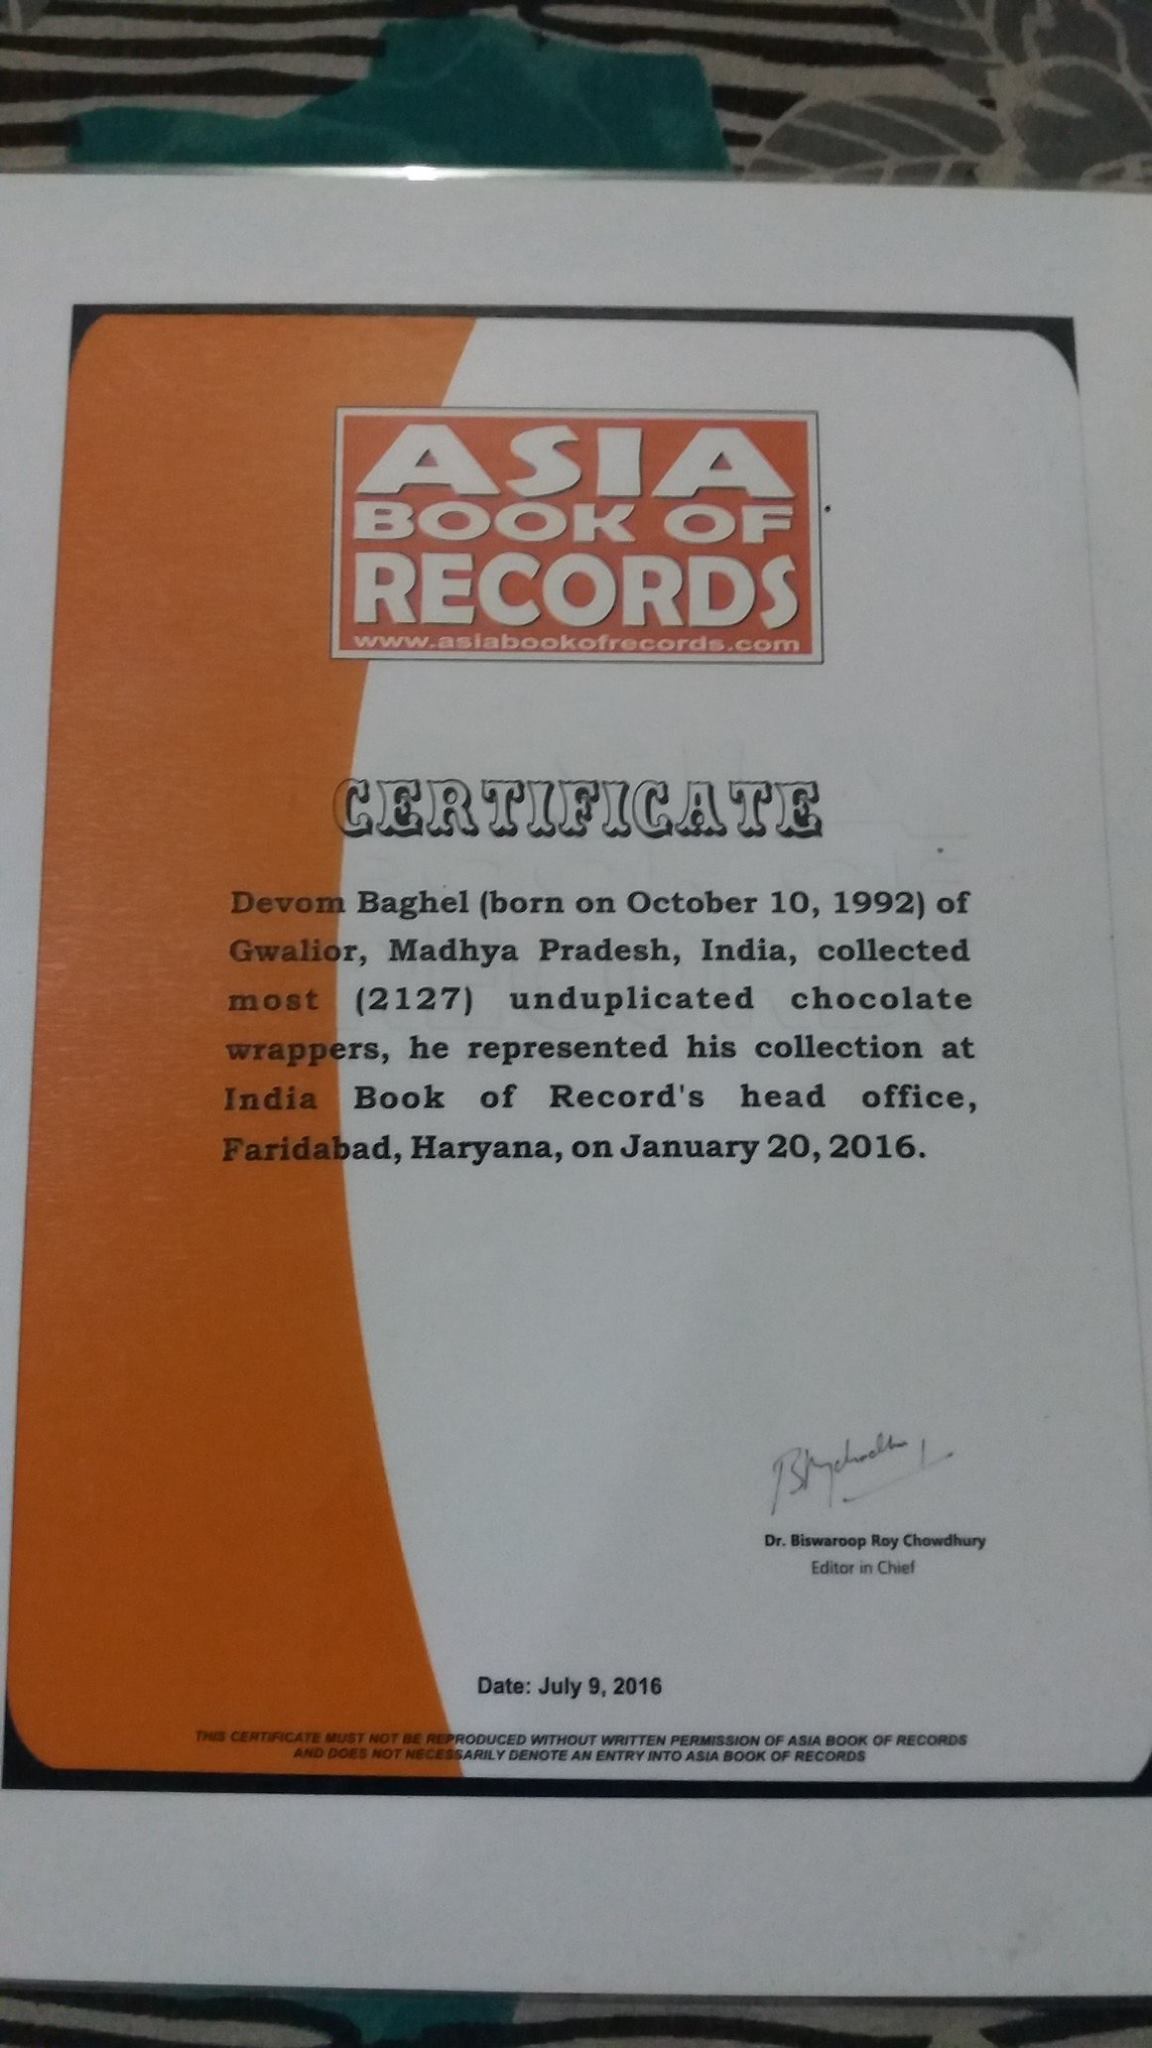 ASIA
BOOK OF
RECORDS
www.asiabookofrecords.com
CERTIFICATE
Devom Baghel (born on October 10, 1992) of
Gwalior, Madhya Pradesh, India, collected
most (2127) unduplicated chocolate
wrappers, he represented his collection at
India Book of Record's head office,
Faridabad, Haryana, on January 20, 2016.
Dr. Biswaroop Roy Chowdhury
Editor in Chief
Date: July 9, 2016
THIS CERTIFICATE MUST NOT BE REPRODUCED WITHOUT WRITTEN PERMISSION OF ASIA BOOK OF RECORDS
AND DOES NOT NECESSARILY DENOTE AN ENTRY INTO ASIA BOOK OF RECORDS